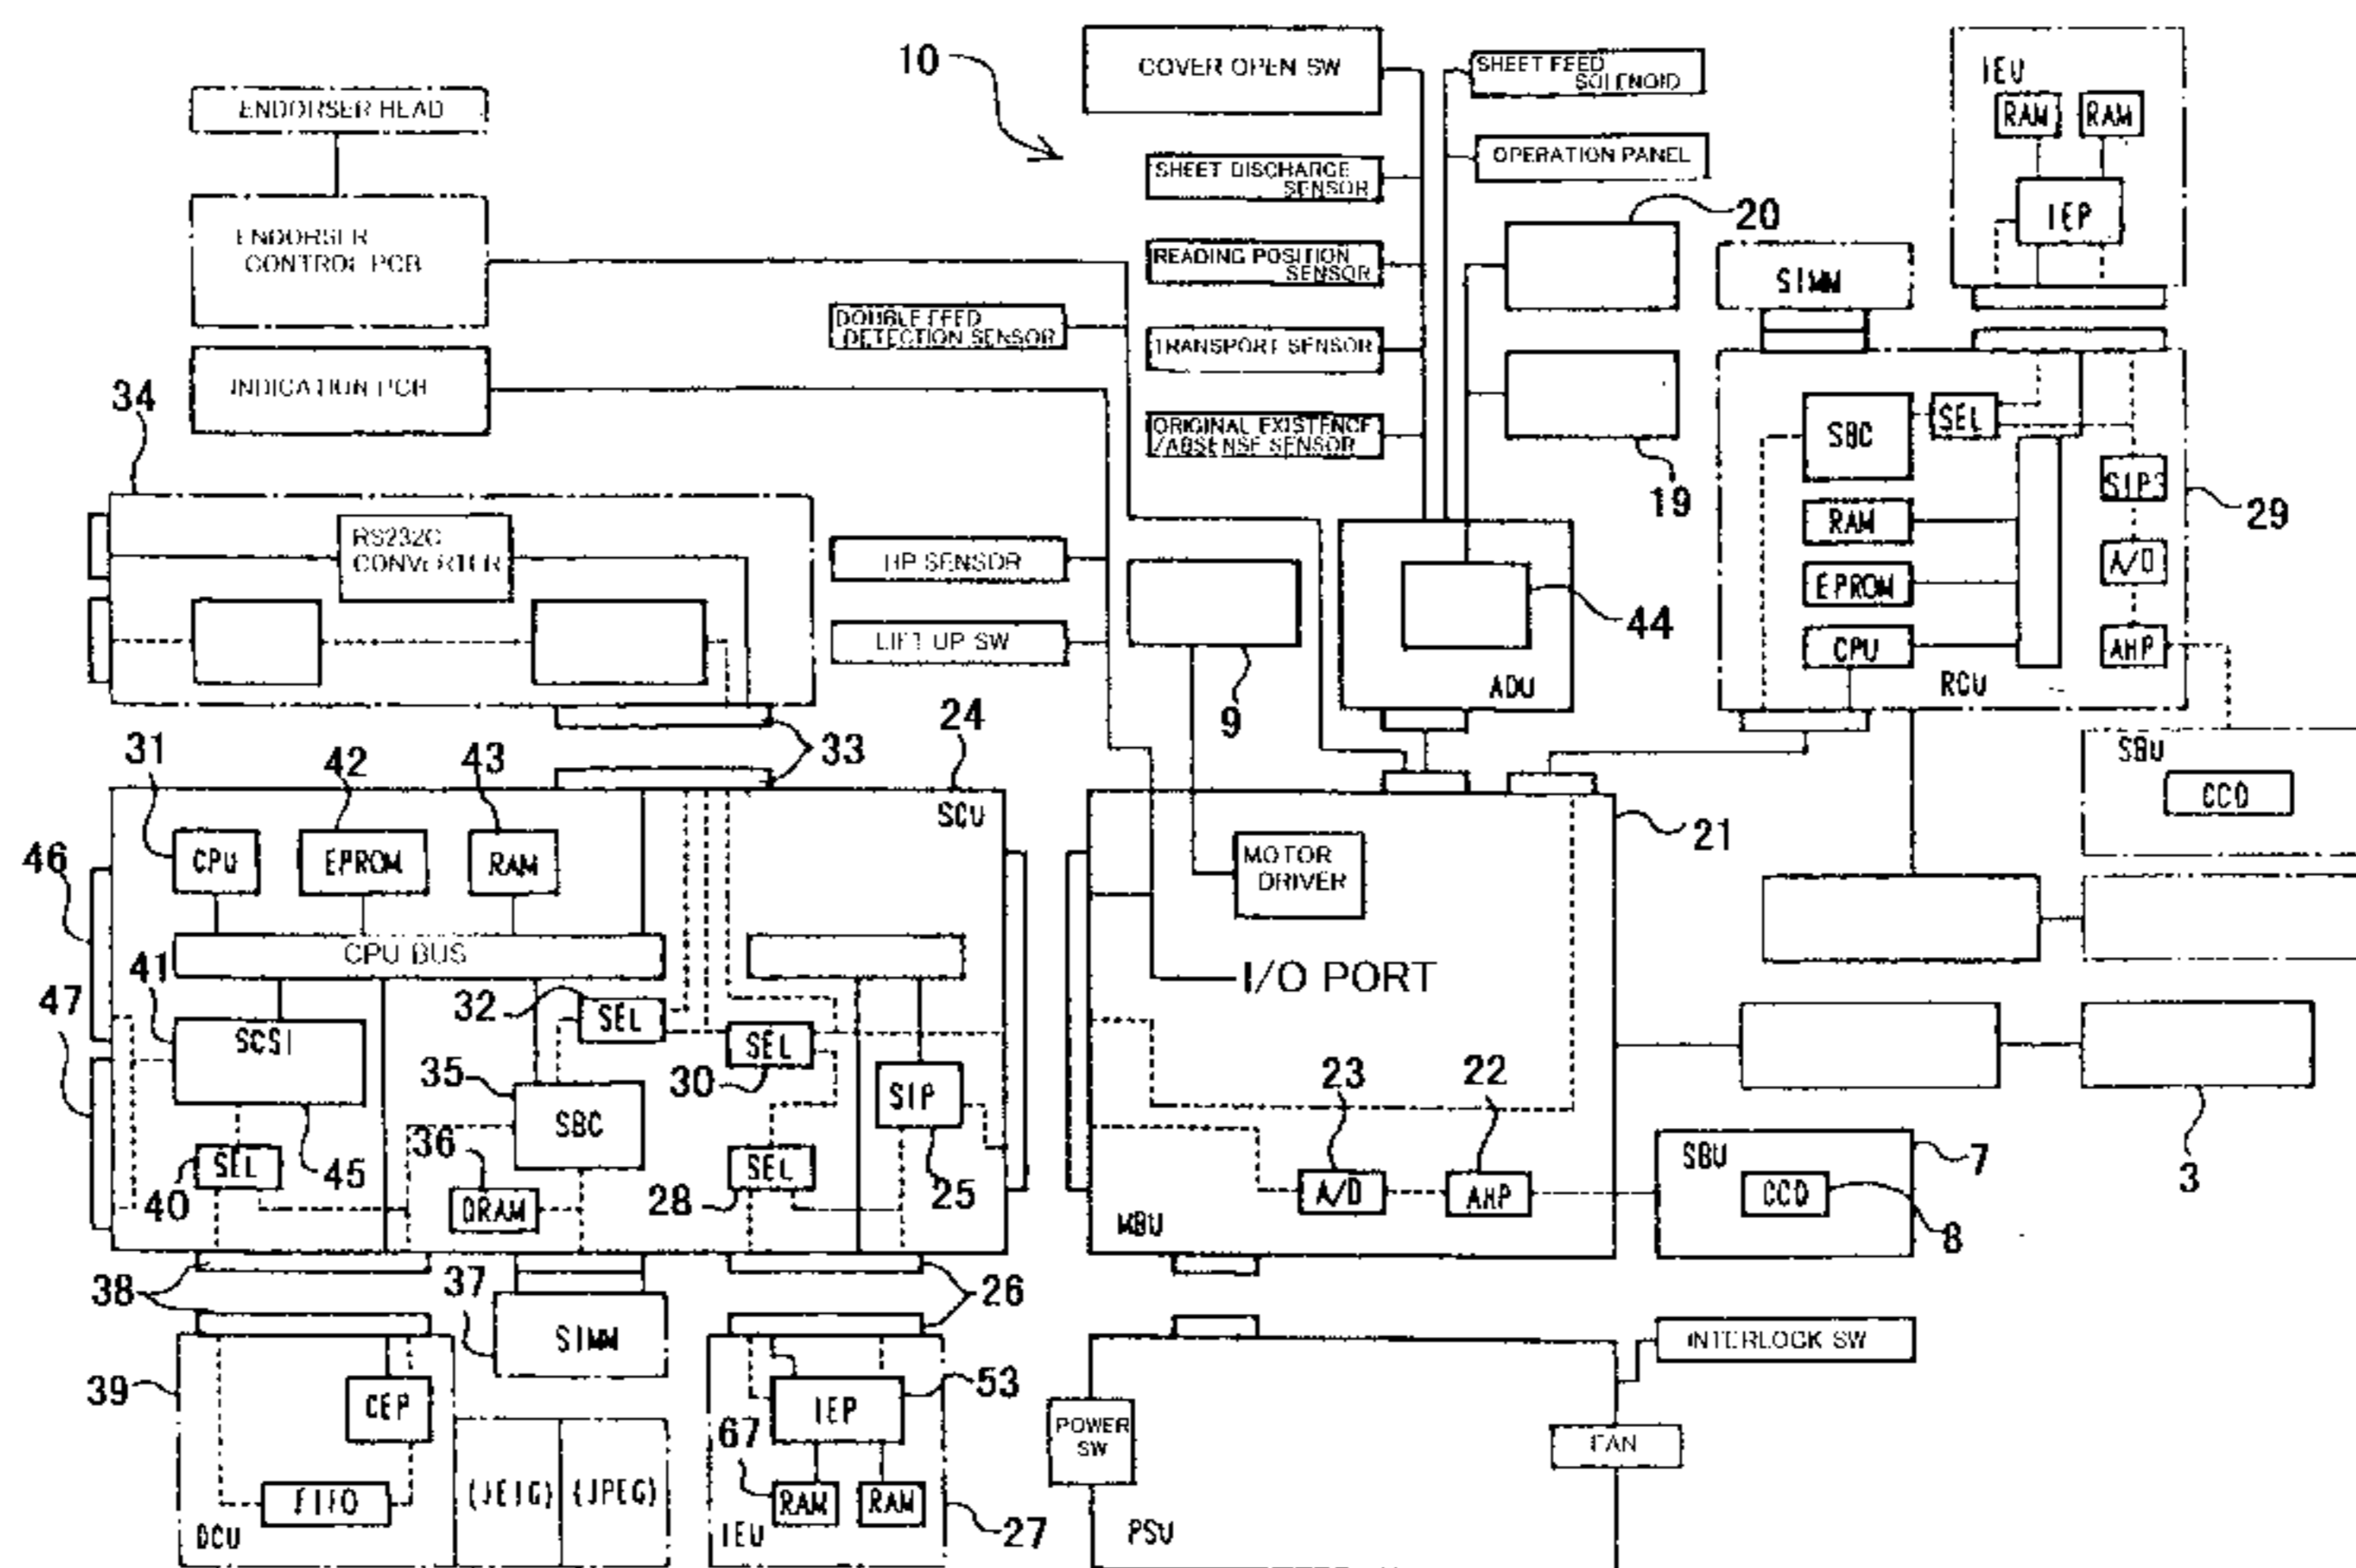 10
COVER OPEN SW
SHEET FEED
SOLENOID
IEU
RAM
RAM
IEP
ENDORSER HEAD
ENDORSER
CONTROL PCB
SHEET DISCHARGE
SENSOR
OPERATION PANEL
20
READING POSITION
SENSOR
SIMM
DOUBLE FEED
DETECTION SENSOR
TRANSPORT SENSOR
INDICATION PCB
34
ORIGINAL EXISTENCE
/ABSENSE SENSOR
19
SBC
SEL
SIP3
29
RAM
A/D
EPROM
CPU
AHP
RCU
RS232C
CONVERTER
HP SENSOR
LIFT UP SW
9
44
ADU
33
24
SCU
31
42
43
CPU
EPROM
RAM
46
CPU BUS
41
47
SCSI
32
SEL
SEL
30
35
SBC
SIP
25
36
DRAM
40
SEL
45
SEL
28
21
MOTOR
DRIVER
I/O PORT
23
22
A/D
AHP
MBU
SBU
CCD
3
SBU
7
CCD
8
38
37
SIMM
26
39
CEP
FIFO
DCU
(JBIG)
(JPEG)
53
IEP
67
RAM
RAM
IEU
27
INTERLOCK SW
POWER
SW
FAN
PSU